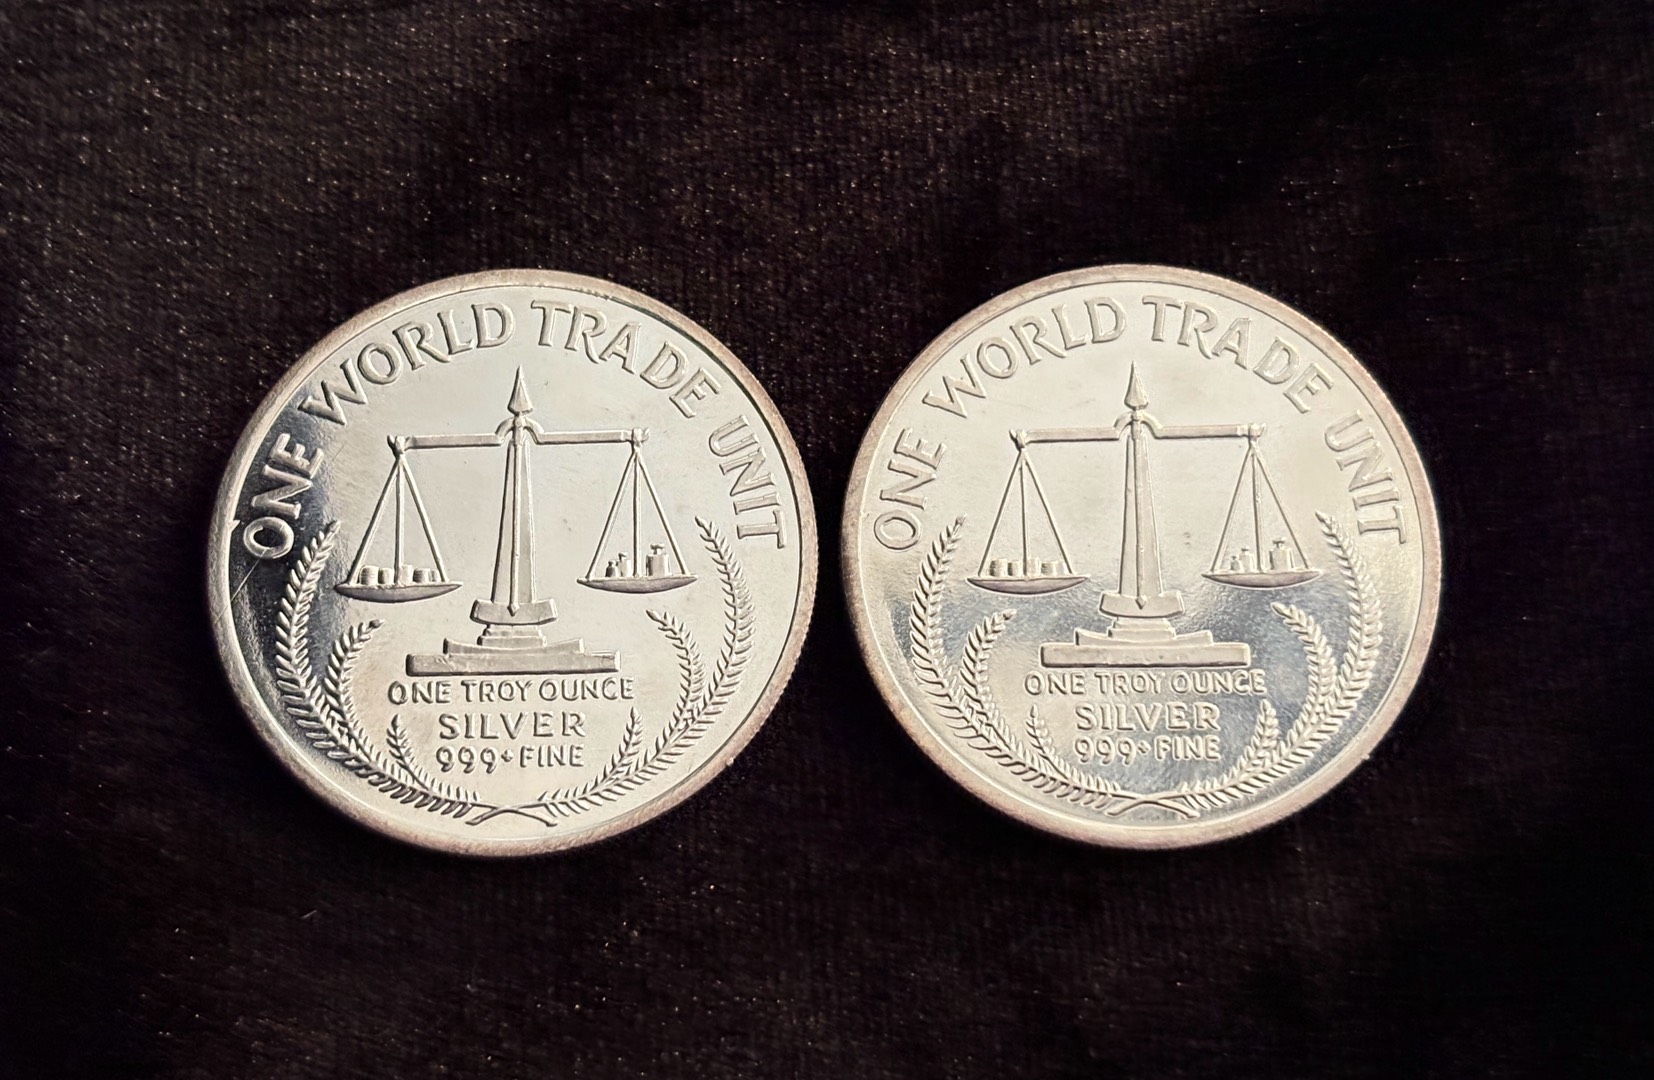 ONE WORLD TRADE UNIT
ONE TROY OUNCE
SILVER
999+FINE
ONE WORLD TRADE UNIT
ONE TROY OUNCE
SILVER
999+FINE